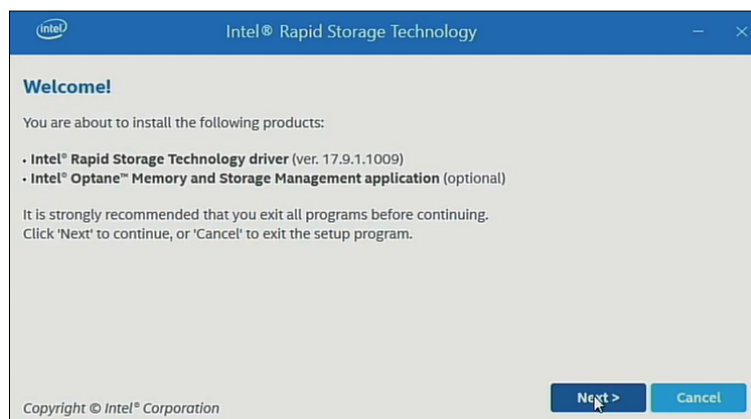 intel
Intel® Rapid Storage Technology
Welcome!
You are about to install the following products:
• Intel® Rapid Storage Technology driver (ver. 17.9.1.1009)
• Intel® Optane™ Memory and Storage Management application (optional)
It is strongly recommended that you exit all programs before continuing.
Click 'Next' to continue, or 'Cancel' to exit the setup program.
Next > Cancel
Copyright © Intel® Corporation